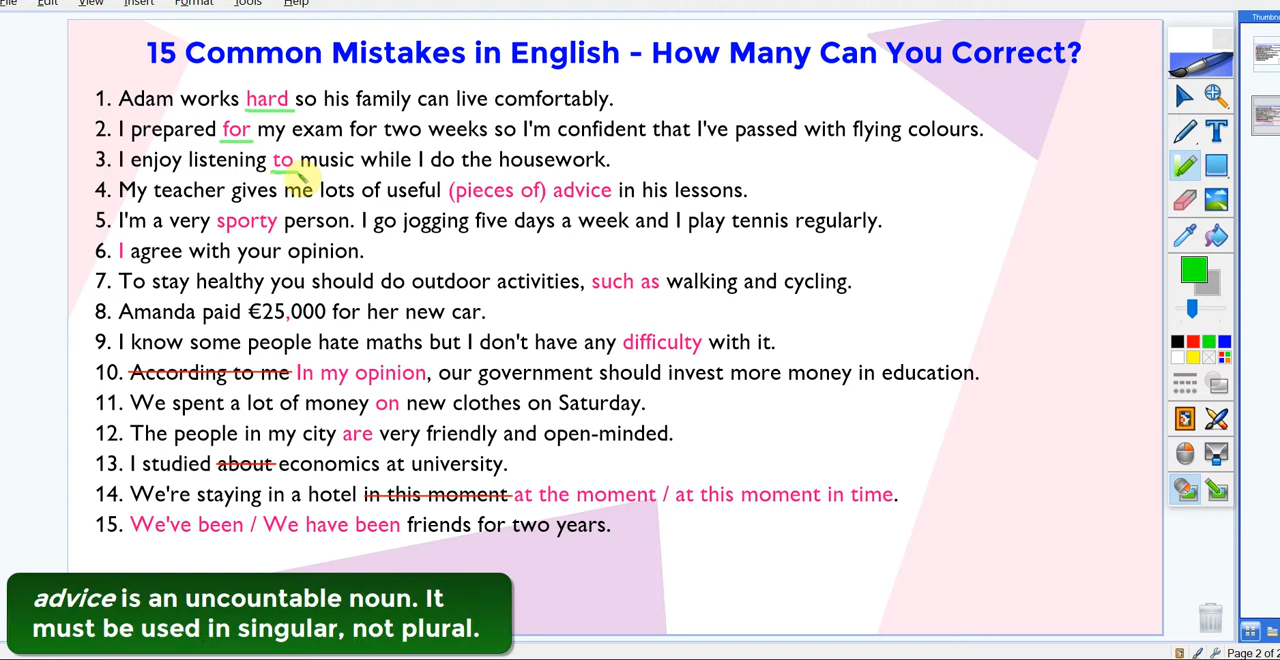 File Edit View Insert Format Tools Help
Thumbn
15 Common Mistakes in English - How Many Can You Correct?
1. Adam works hard so his family can live comfortably.
2. I prepared for my exam for two weeks so I'm confident that I've passed with flying colours.
3. I enjoy listening to music while I do the housework.
4. My teacher gives me lots of useful (pieces of) advice in his lessons.
5. I'm a very sporty person. I go jogging five days a week and I play tennis regularly.
6. I agree with your opinion.
7. To stay healthy you should do outdoor activities, such as walking and cycling.
8. Amanda paid €25,000 for her new car.
9. I know some people hate maths but I don't have any difficulty with it.
10. According to me In my opinion, our government should invest more money in education.
11. We spent a lot of money on new clothes on Saturday.
12. The people in my city are very friendly and open-minded.
13. I studied about economics at university.
14. We're staying in a hotel in this moment at the moment / at this moment in time.
15. We've been / We have been friends for two years.
advice is an uncountable noun. It
must be used in singular, not plural.
Page 2 of 2